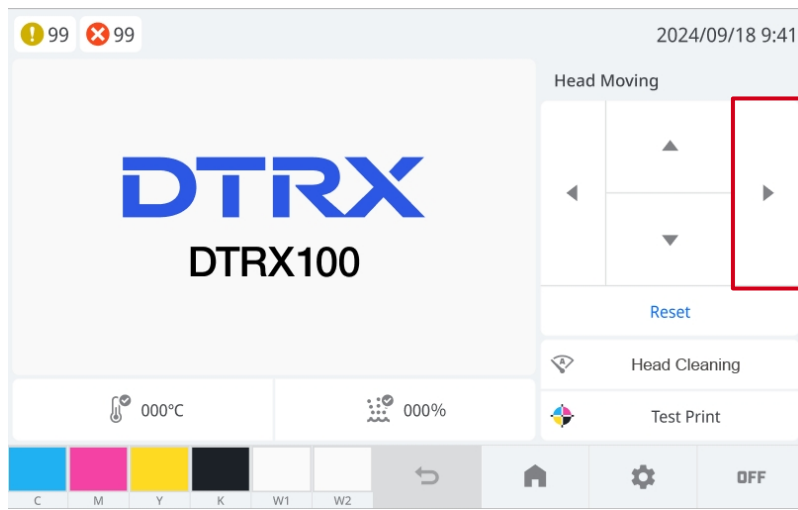 99 99 2024/09/18 9:41
Head Moving
DTRX
DTRX100
Reset
A
Head Cleaning
000°C 000%
Test Print
C M Y K W1 W2 OFF